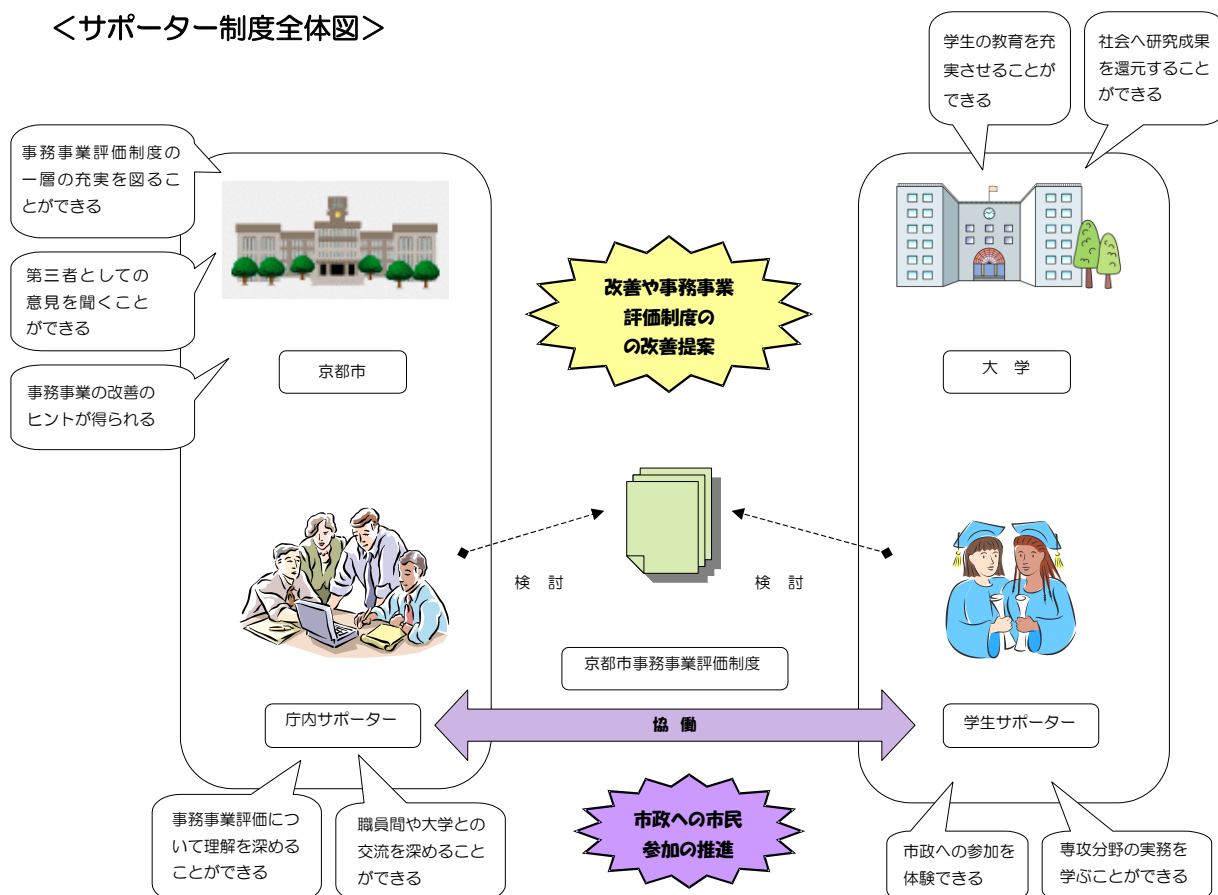 ＜サポーター制度全体図＞
学生の教育を充
実させることが
できる
社会へ研究成果
を還元すること
ができる
事務事業評価制度の
一層の充実を図るこ
とができる
第三者としての
意見を聞くこと
ができる
事務事業の改善の
ヒントが得られる
京都市
改善や事務事業
評価制度の
の改善提案
大　学
検　討
検　討
京都市事務事業評価制度
庁内サポーター
協　働
学生サポーター
事務事業評価につ
いて理解を深める
ことができる
職員間や大学との
交流を深めること
ができる
市政への市民
参加の推進
市政への参加を
体験できる
専攻分野の実務を
学ぶことができる